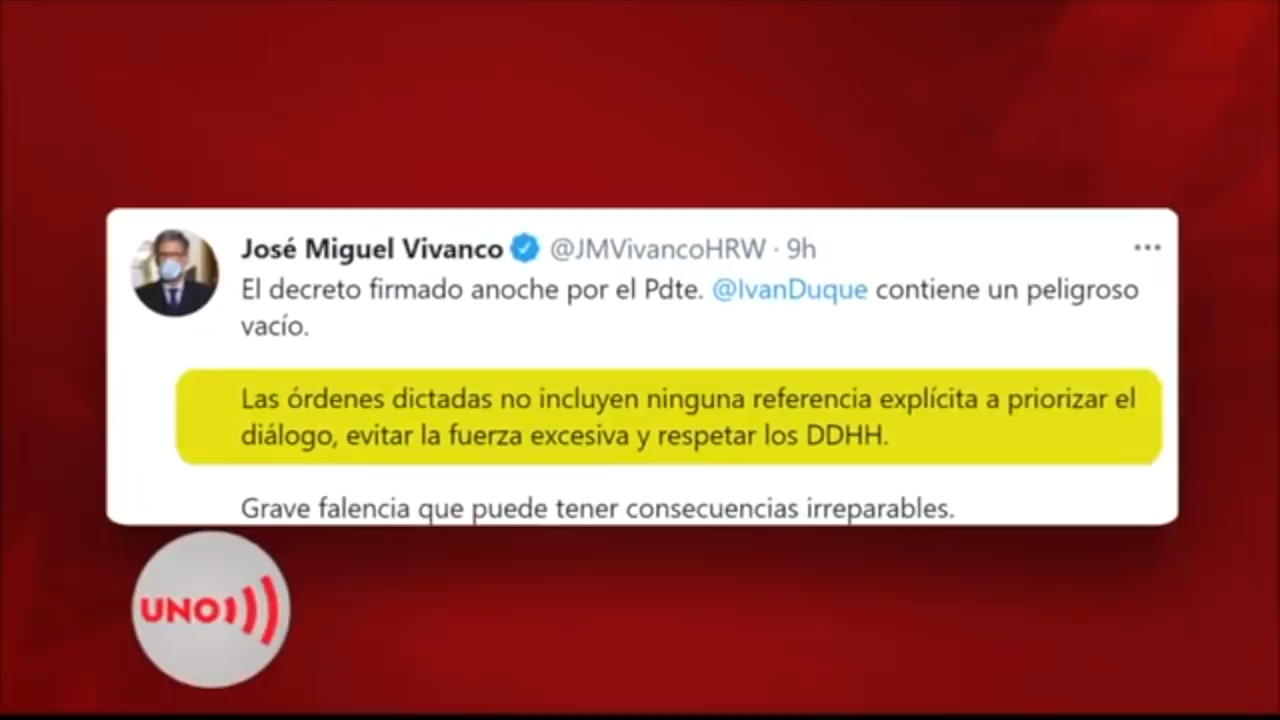 José Miguel Vivanco @JMVivancoHRW · 9h
El decreto firmado anoche por el Pdte. @IvanDuque contiene un peligroso
vacío.
Las órdenes dictadas no incluyen ninguna referencia explícita a priorizar el
diálogo, evitar la fuerza excesiva y respetar los DDHH.
Grave falencia que puede tener consecuencias irreparables.
UNO